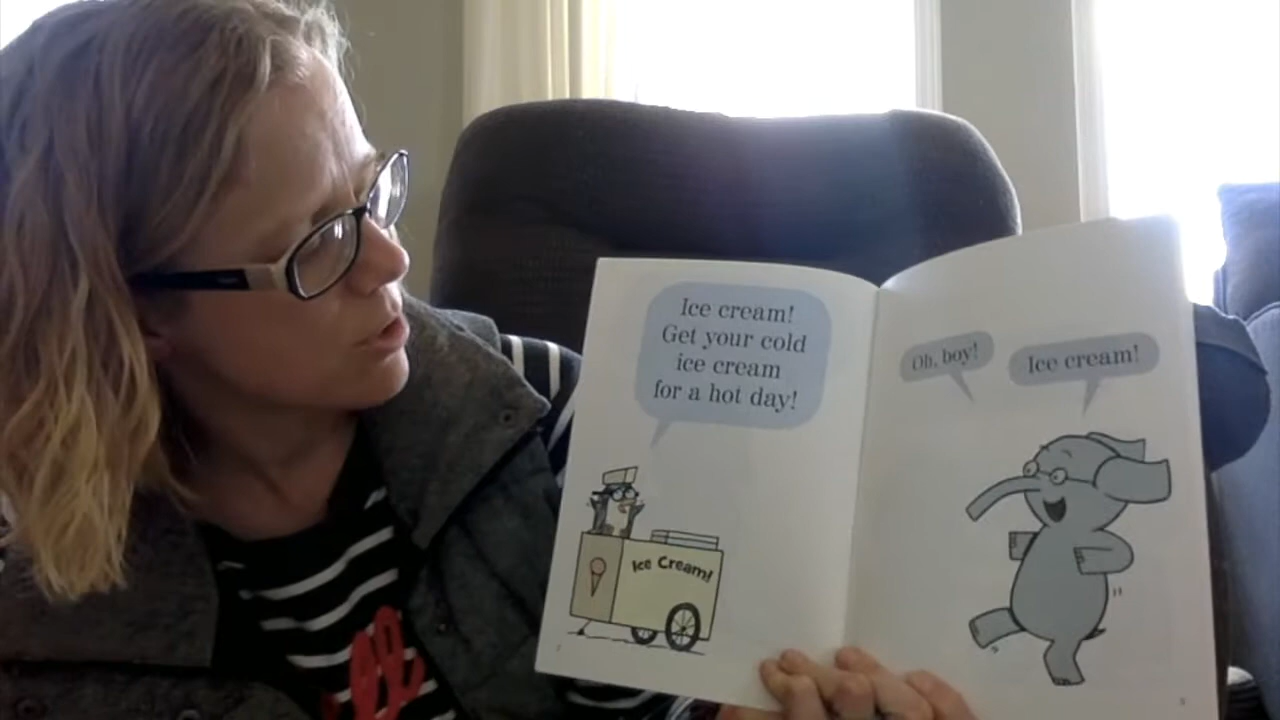 Ice cream!
Get your cold
ice cream
for a hot day!
Ice Cream!
Oh, boy!
Ice cream!